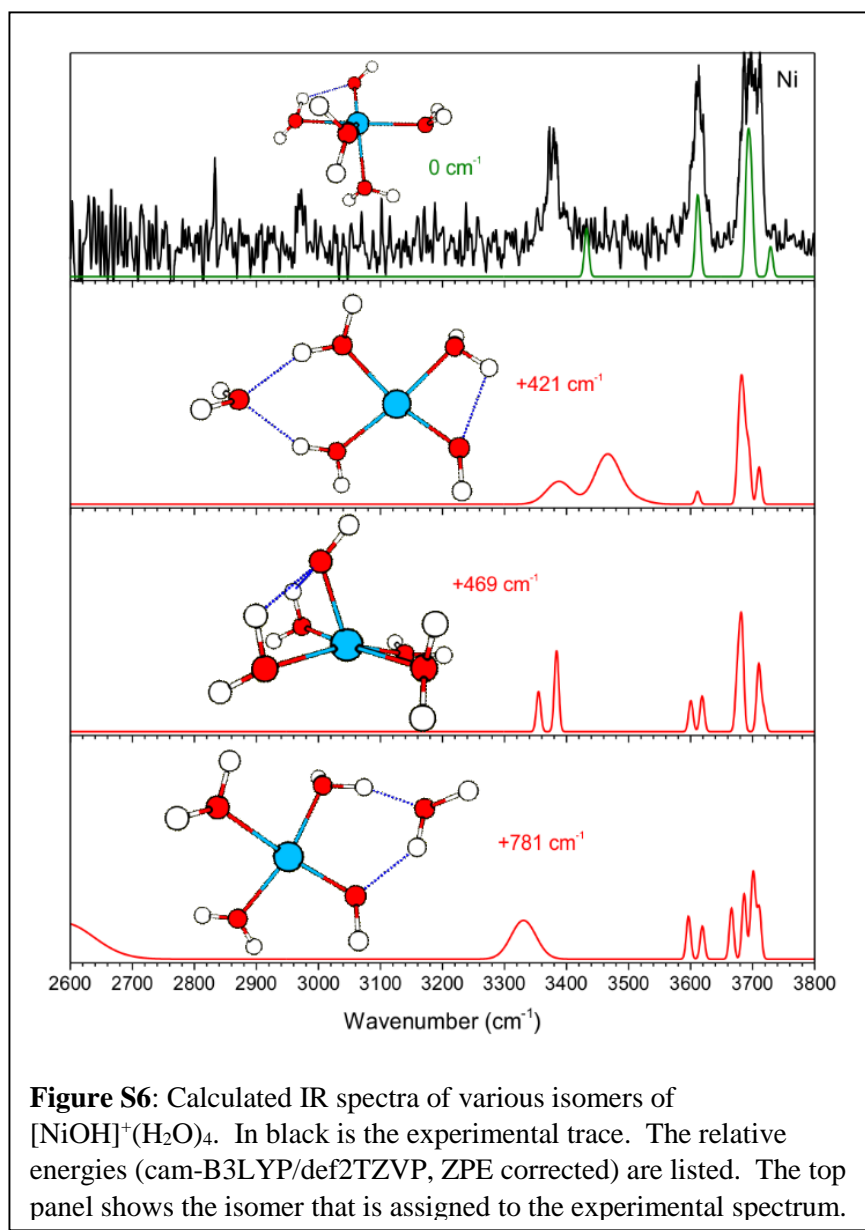 Ni
0 cm⁻¹
+421 cm⁻¹
+469 cm⁻¹
+781 cm⁻¹
2600 2700 2800 2900 3000 3100 3200 3300 3400 3500 3600 3700 3800
Wavenumber (cm⁻¹)
Figure S6: Calculated IR spectra of various isomers of
[NiOH]⁺(H₂O)₄. In black is the experimental trace. The relative
energies (cam-B3LYP/def2TZVP, ZPE corrected) are listed. The top
panel shows the isomer that is assigned to the experimental spectrum.